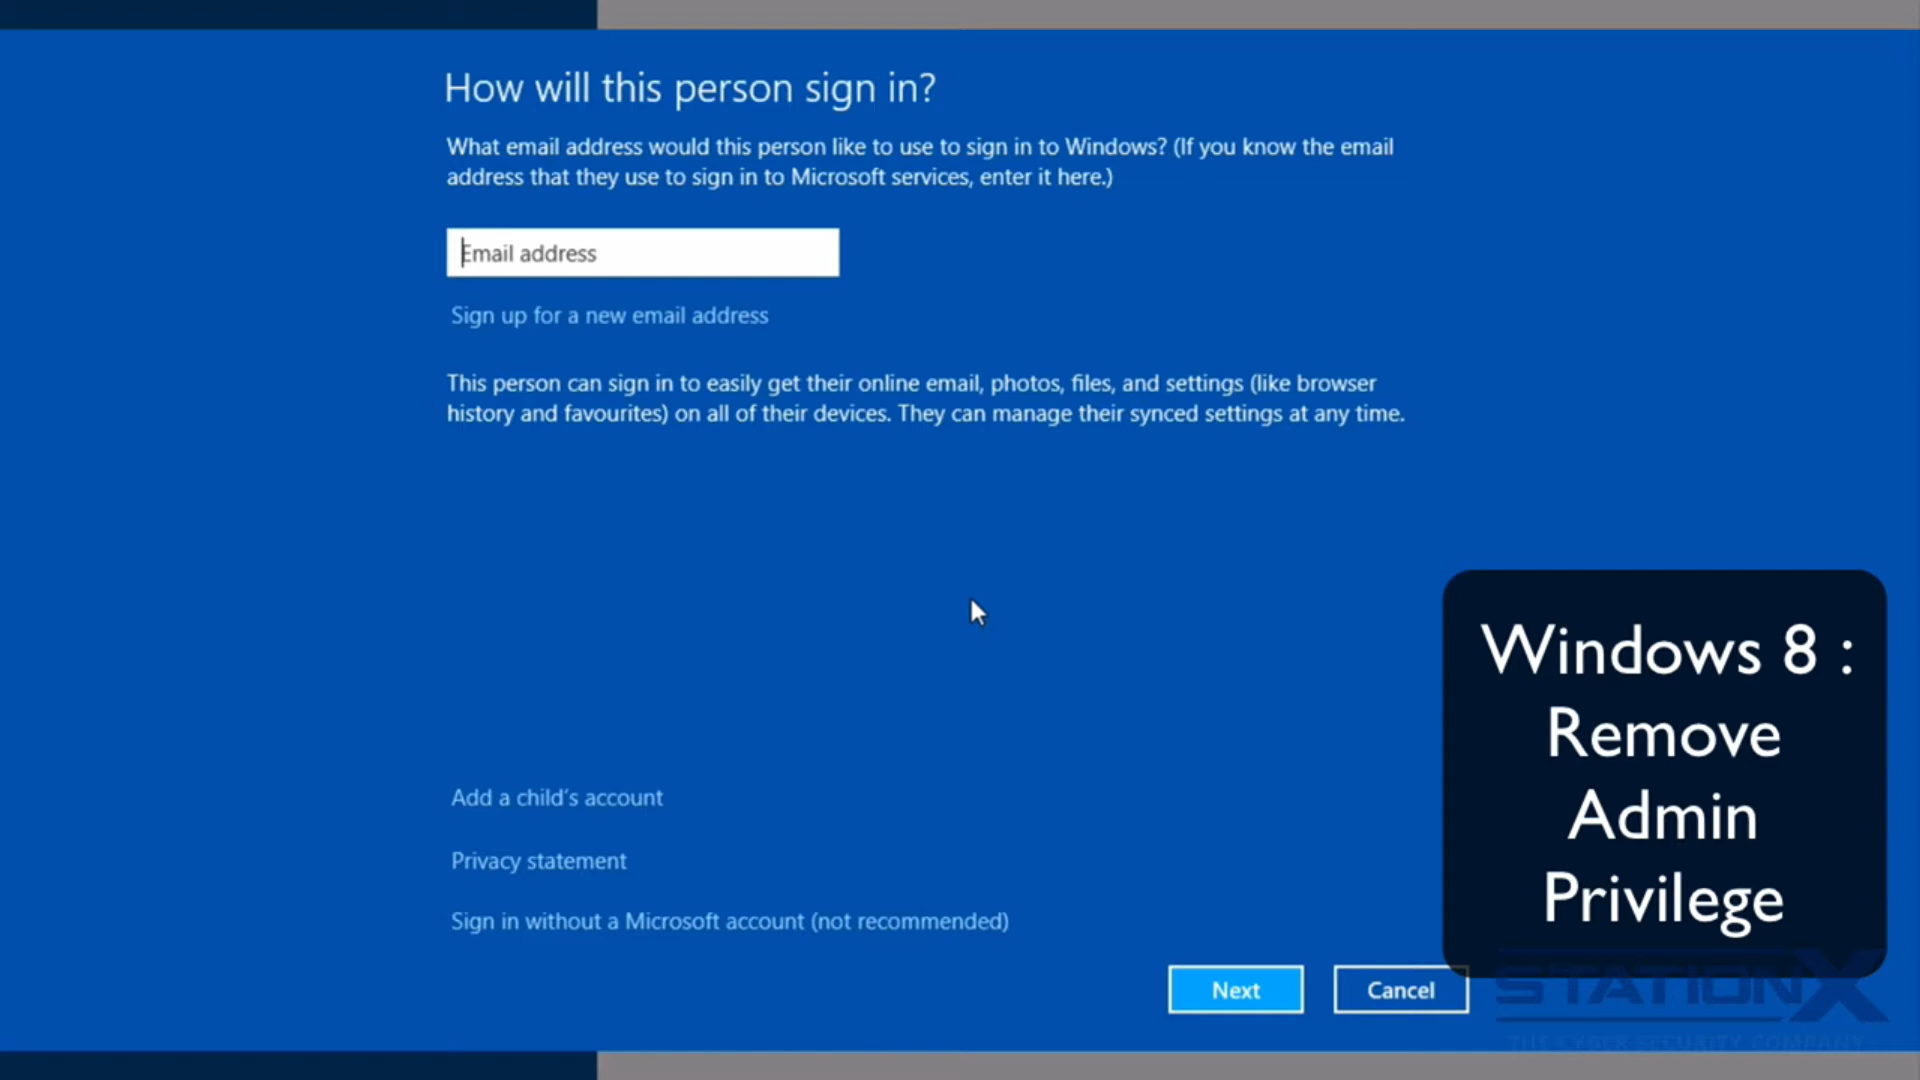 How will this person sign in?
What email address would this person like to use to sign in to Windows? (If you know the email
address that they use to sign in to Microsoft services, enter it here.)
Email address
Sign up for a new email address
This person can sign in to easily get their online email, photos, files, and settings (like browser
history and favourites) on all of their devices. They can manage their synced settings at any time.
Add a child's account
Privacy statement
Sign in without a Microsoft account (not recommended)
Next
Cancel
Windows 8 :
Remove
Admin
Privilege
STATIONX
THE CYBER SECURITY COMPANY